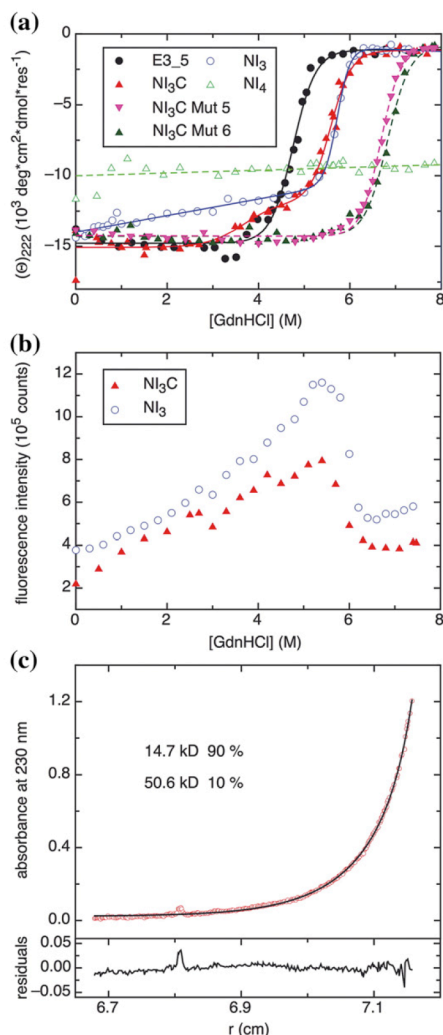 (a)
0
−5
−10
−15
(Θ)222 (10³ deg*cm²*dmol*res⁻¹)
E3_5 NI₃
NI₃C NI₄
NI₃C Mut 5
NI₃C Mut 6
0 2 4 6 8
[GdnHCl] (M)
(b)
12
10
8
6
4
2
fluorescence intensity (10⁵ counts)
NI₃C
NI₃
0 2 4 6 8
[GdnHCl] (M)
(c)
1.2
0.8
0.4
0.0
absorbance at 230 nm
14.7 kD 90 %
50.6 kD 10 %
0.05
0.00
−0.05
residuals
6.7 6.9 7.1
r (cm)